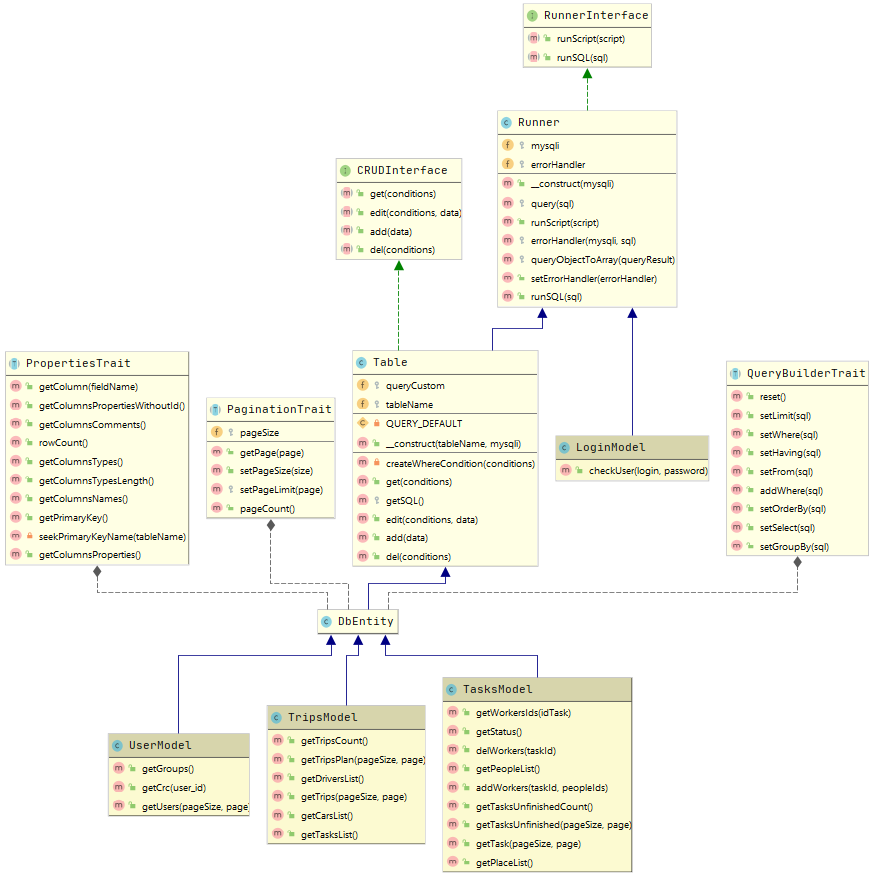 RunnerInterface
runScript(script)
runSQL(sql)
Runner
mysqli
errorHandler
__construct(mysqli)
query(sql)
runScript(script)
errorHandler(mysqli, sql)
queryObjectToArray(queryResult)
setErrorHandler(errorHandler)
runSQL(sql)
CRUDInterface
get(conditions)
edit(conditions, data)
add(data)
del(conditions)
PropertiesTrait
getColumn(fieldName)
getColumnsPropertiesWithoutId()
getColumnsComments()
rowCount()
getColumnsTypes()
getColumnsTypesLength()
getColumnsNames()
getPrimaryKey()
seekPrimaryKeyName(tableName)
getColumnsProperties()
PaginationTrait
pageSize
getPage(page)
setPageSize(size)
setPageLimit(page)
pageCount()
Table
queryCustom
tableName
QUERY_DEFAULT
__construct(tableName, mysqli)
createWhereCondition(conditions)
get(conditions)
getSQL()
edit(conditions, data)
add(data)
del(conditions)
LoginModel
checkUser(login, password)
QueryBuilderTrait
reset()
setLimit(sql)
setWhere(sql)
setHaving(sql)
setFrom(sql)
addWhere(sql)
setOrderBy(sql)
setSelect(sql)
setGroupBy(sql)
DbEntity
UserModel
getGroups()
getCrc(user_id)
getUsers(pageSize, page)
TripsModel
getTripsCount()
getTripsPlan(pageSize, page)
getDriversList()
getTrips(pageSize, page)
getCarsList()
getTasksList()
TasksModel
getWorkersIds(idTask)
getStatus()
delWorkers(taskId)
getPeopleList()
addWorkers(taskId, peopleIds)
getTasksUnfinishedCount()
getTasksUnfinished(pageSize, page)
getTask(pageSize, page)
getPlaceList()